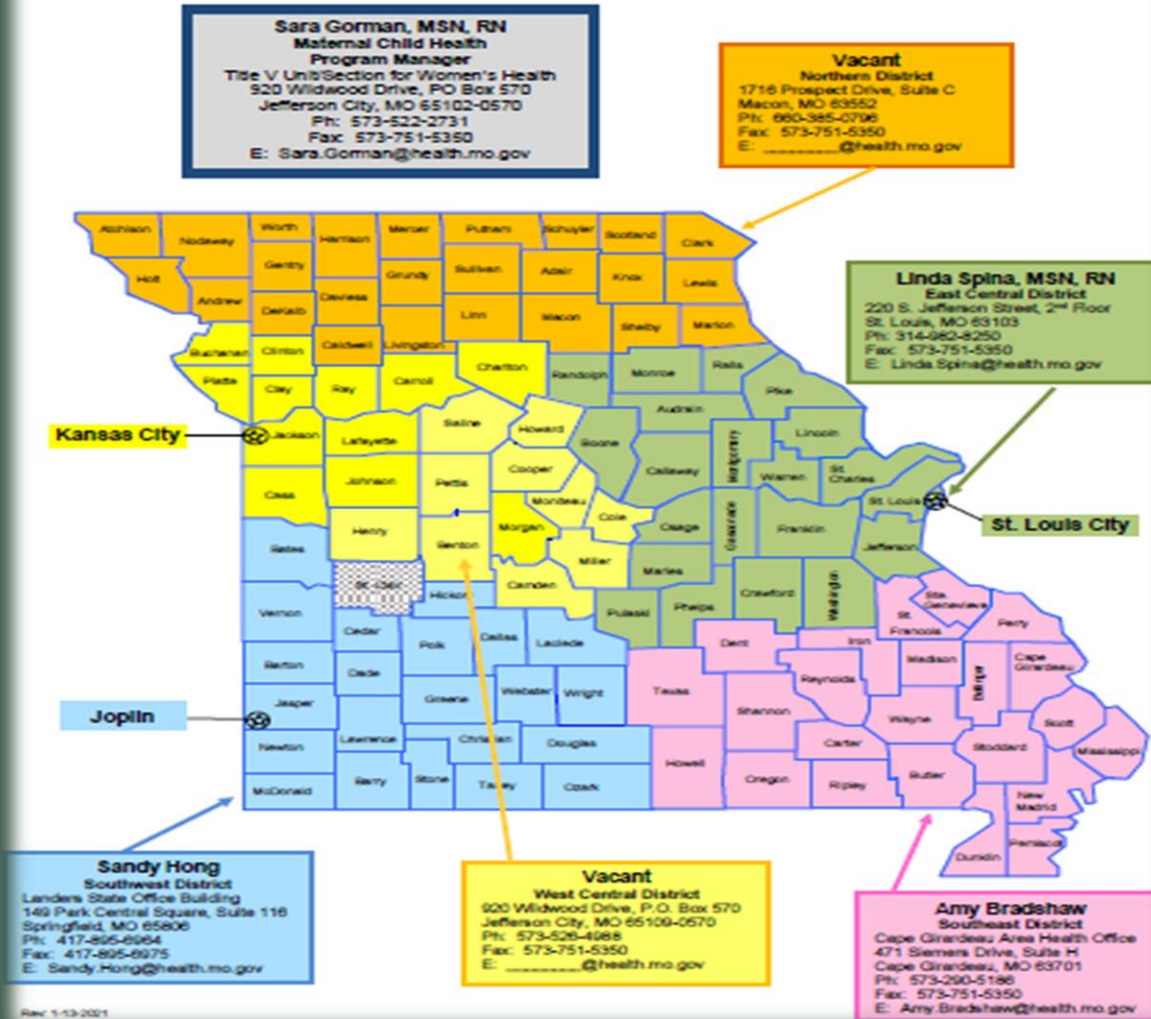 Sara Gorman, MSN, RN
Maternal Child Health
Program Manager
Title V Unit/Section for Women's Health
920 Wildwood Drive, PO Box 570
Jefferson City, MO 65102-0570
Ph: 573-522-2731
Fax: 573-751-5350
E: Sara.Gorman@health.mo.gov
Vacant
Northern District
1716 Prospect Drive, Suite C
Macon, MO 63552
Ph: 660-385-0796
Fax: 573-751-5350
E: ________@health.mo.gov
Linda Spina, MSN, RN
East Central District
220 S. Jefferson Street, 2nd Floor
St. Louis, MO 63103
Ph: 314-982-8250
Fax: 573-751-5350
E: Linda.Spina@health.mo.gov
Atchison
Nodaway
Worth
Harrison
Mercer
Putnam
Schuyler
Scotland
Clark
Holt
Gentry
Grundy
Sullivan
Adair
Knox
Lewis
Andrew
DeKalb
Daviess
Linn
Macon
Shelby
Marion
Buchanan
Clinton
Caldwell
Livingston
Chariton
Randolph
Monroe
Ralls
Pike
Platte
Clay
Ray
Carroll
Saline
Howard
Boone
Audrain
Lincoln
Kansas City
Jackson
Lafayette
Cooper
Callaway
Montgomery
Warren
St. Charles
St. Louis
St. Louis City
Cass
Johnson
Pettis
Moniteau
Cole
Osage
Gasconade
Franklin
Jefferson
Bates
Henry
Benton
Morgan
Miller
Maries
St. Clair
Hickory
Camden
Pulaski
Phelps
Crawford
Washington
Ste. Genevieve
St. Francois
Perry
Vernon
Cedar
Polk
Dallas
Laclede
Dent
Iron
Madison
Bollinger
Cape Girardeau
Barton
Dade
Greene
Webster
Wright
Texas
Reynolds
Shannon
Wayne
Scott
Mississippi
Joplin
Jasper
Newton
Lawrence
Christian
Douglas
Howell
Carter
Stoddard
McDonald
Barry
Stone
Taney
Ozark
Oregon
Ripley
Butler
New Madrid
Dunklin
Pemiscot
Sandy Hong
Southwest District
Landers State Office Building
149 Park Central Square, Suite 116
Springfield, MO 65806
Ph: 417-895-6964
Fax: 417-895-6975
E: Sandy.Hong@health.mo.gov
Vacant
West Central District
920 Wildwood Drive, P.O. Box 570
Jefferson City, MO 65109-0570
Ph: 573-526-4988
Fax: 573-751-5350
E: ________@health.mo.gov
Amy Bradshaw
Southeast District
Cape Girardeau Area Health Office
471 Siemers Drive, Suite H
Cape Girardeau, MO 63701
Ph: 573-290-5186
Fax: 573-751-5350
E: Amy.Bradshaw@health.mo.gov
Rev: 1-13-2021